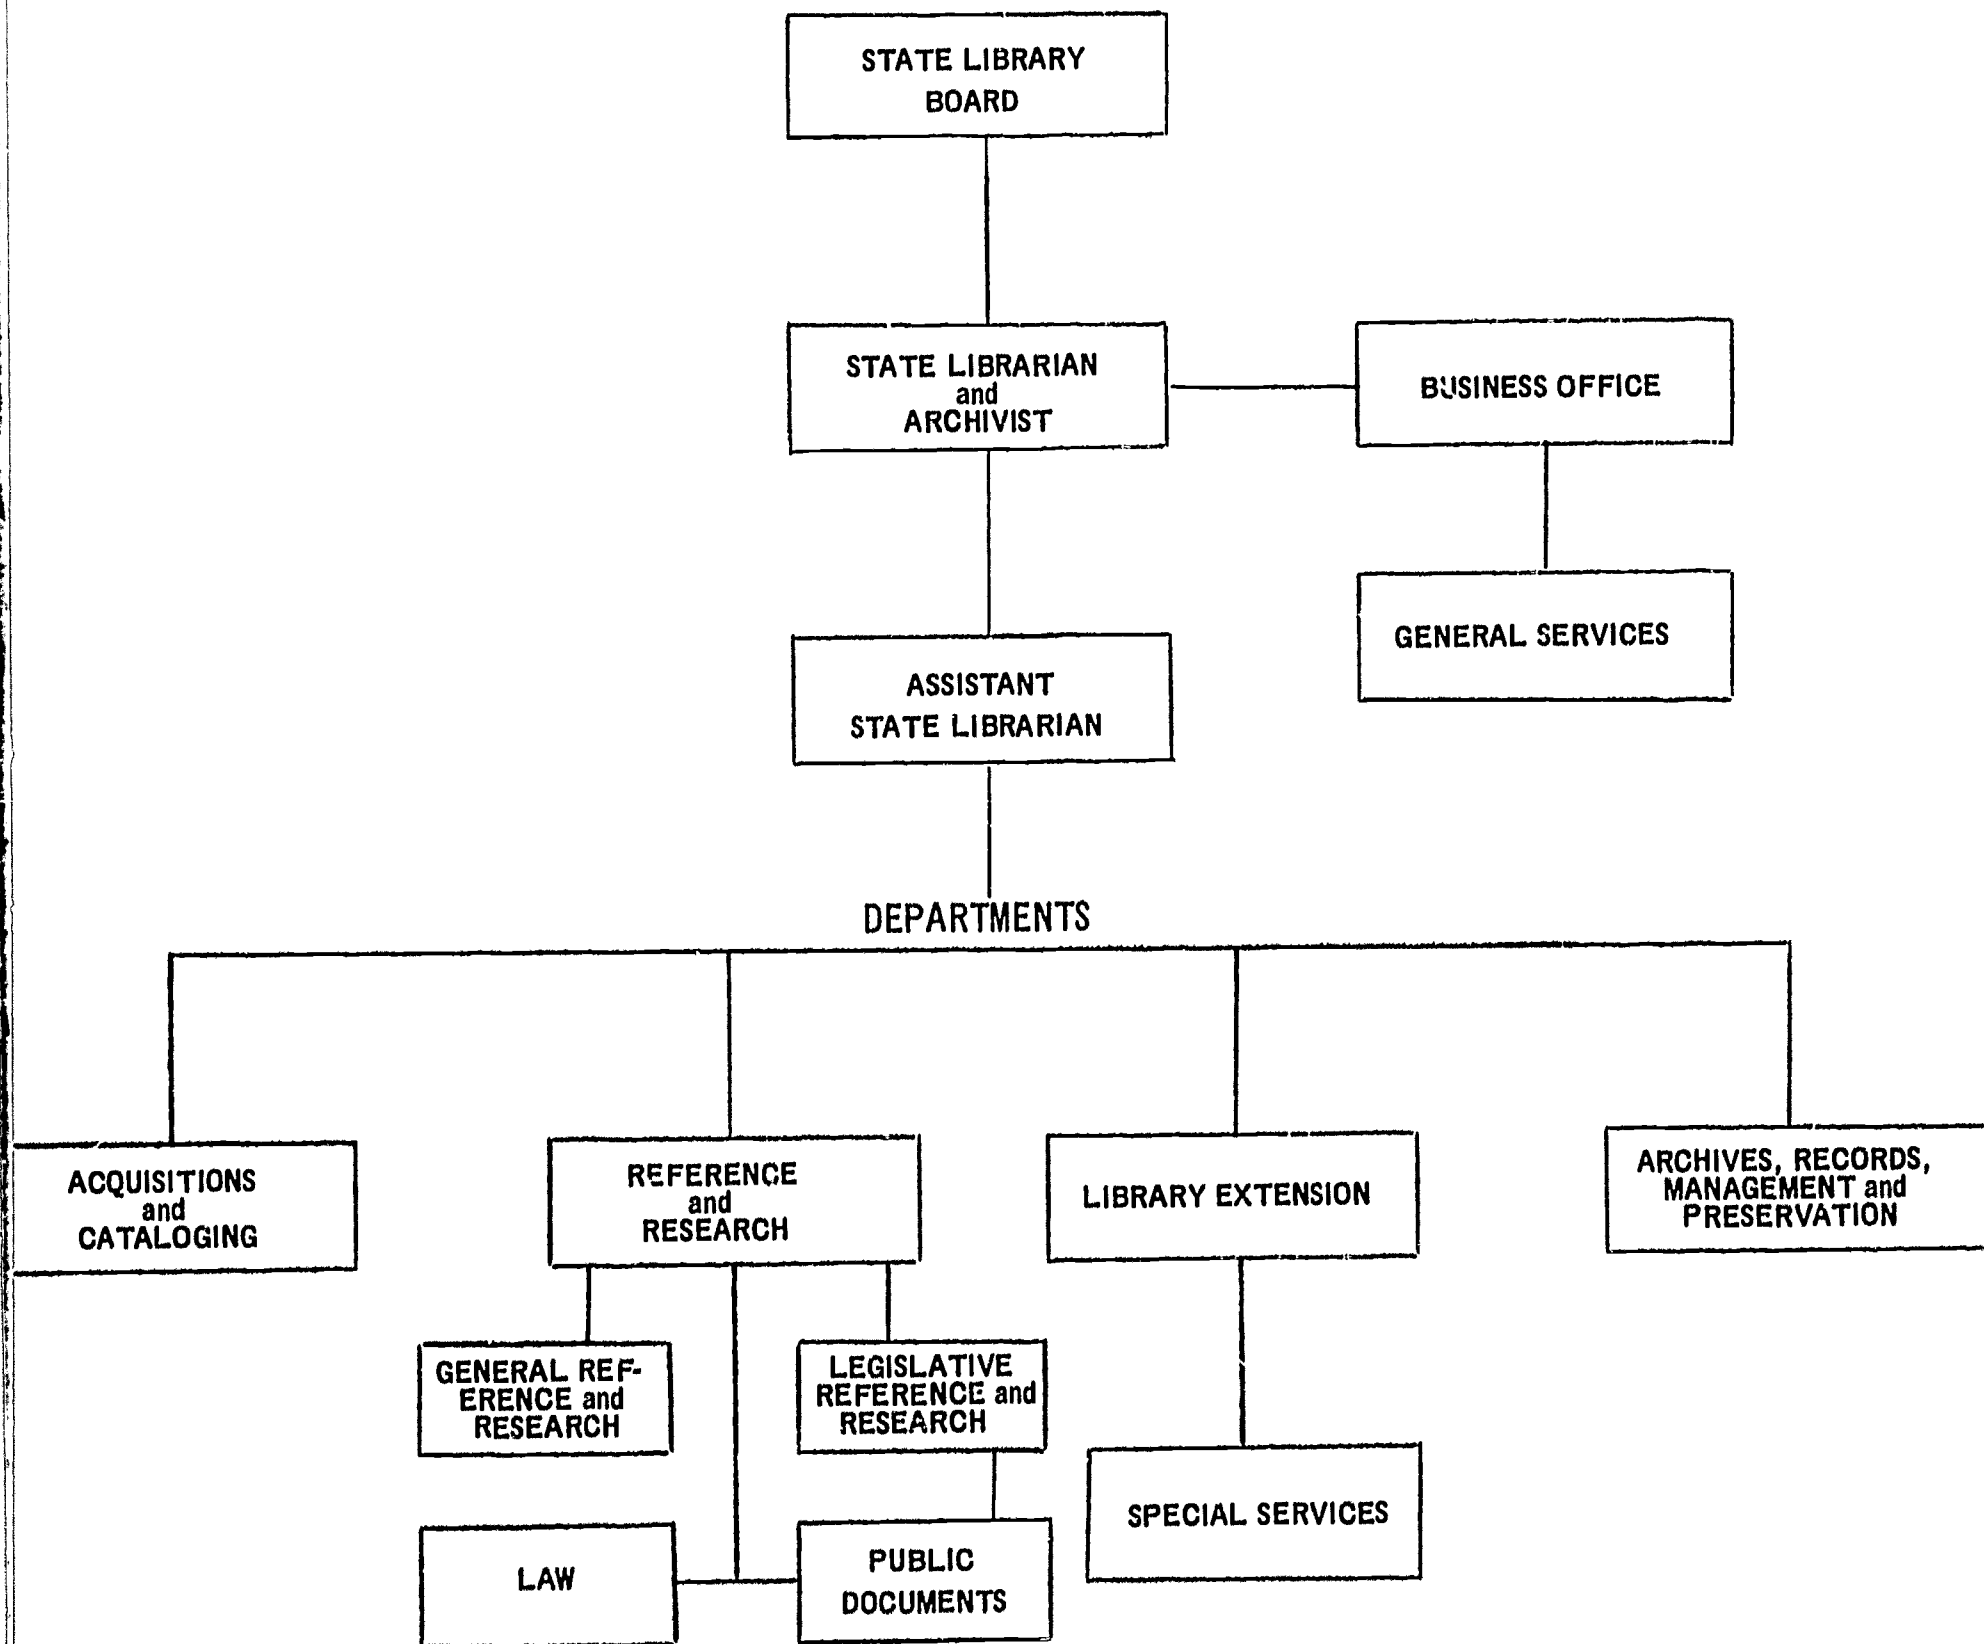 STATE LIBRARY
BOARD
STATE LIBRARIAN
and
ARCHIVIST
BUSINESS OFFICE
GENERAL SERVICES
ASSISTANT
STATE LIBRARIAN
DEPARTMENTS
ACQUISITIONS
and
CATALOGING
REFERENCE
and
RESEARCH
LIBRARY EXTENSION
ARCHIVES, RECORDS,
MANAGEMENT and
PRESERVATION
GENERAL REF-
ERENCE and
RESEARCH
LEGISLATIVE
REFERENCE and
RESEARCH
SPECIAL SERVICES
LAW
PUBLIC
DOCUMENTS